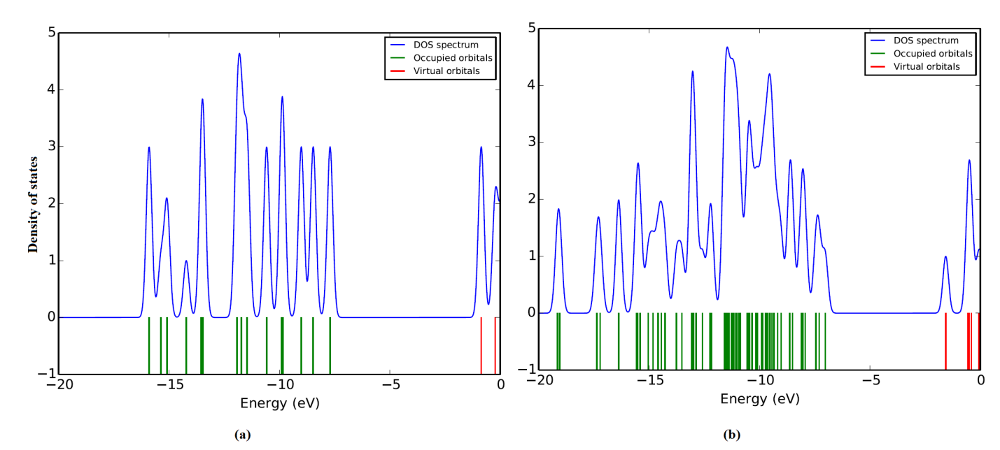 5
4
3
2
1
0
−1
−20
−15
−10
−5
0
Density of states
Energy (eV)
DOS spectrum
Occupied orbitals
Virtual orbitals
(a)
5
4
3
2
1
0
−1
−20
−15
−10
−5
0
Energy (eV)
DOS spectrum
Occupied orbitals
Virtual orbitals
(b)